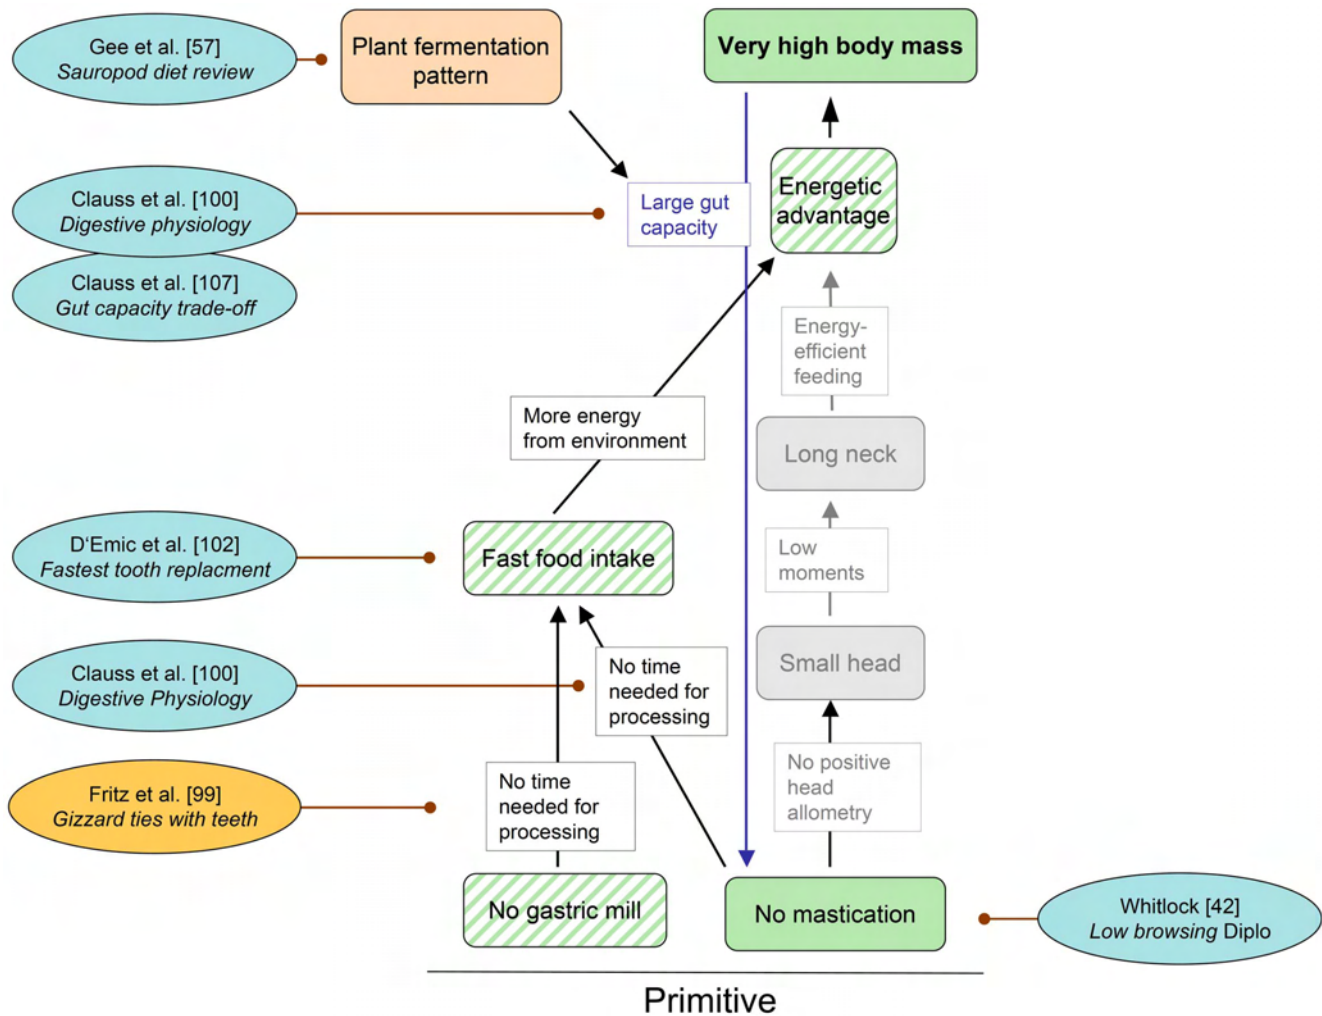 Gee et al. [57]
Sauropod diet review
Plant fermentation
pattern
Very high body mass
Clauss et al. [100]
Digestive physiology
Large gut
capacity
Energetic
advantage
Clauss et al. [107]
Gut capacity trade-off
Energy-
efficient
feeding
More energy
from environment
Long neck
D'Emic et al. [102]
Fastest tooth replacment
Fast food intake
Low
moments
Clauss et al. [100]
Digestive Physiology
No time
needed for
processing
Small head
Fritz et al. [99]
Gizzard ties with teeth
No time
needed for
processing
No positive
head
allometry
No gastric mill
No mastication
Whitlock [42]
Low browsing Diplo
Primitive